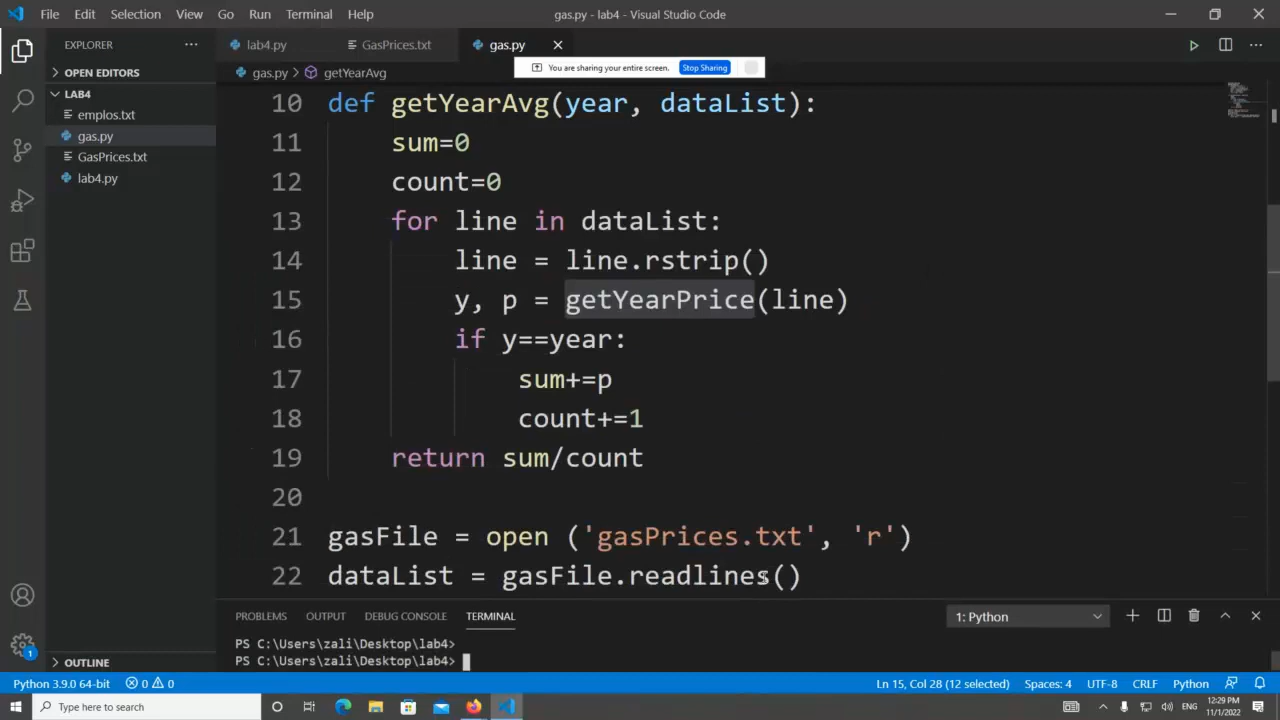 File Edit Selection View Go Run Terminal Help
gas.py - lab4 - Visual Studio Code
EXPLORER
lab4.py
GasPrices.txt
gas.py
You are sharing your entire screen. Stop Sharing
OPEN EDITORS
gas.py > getYearAvg
LAB4
emplos.txt
gas.py
GasPrices.txt
lab4.py
10 def getYearAvg(year, dataList):
11 sum=0
12 count=0
13 for line in dataList:
14 line = line.rstrip()
15 y, p = getYearPrice(line)
16 if y==year:
17 sum+=p
18 count+=1
19 return sum/count
20
21 gasFile = open ('gasPrices.txt', 'r')
22 dataList = gasFile.readlines()
PROBLEMS OUTPUT DEBUG CONSOLE TERMINAL
1: Python
PS C:\Users\zali\Desktop\lab4>
PS C:\Users\zali\Desktop\lab4>
OUTLINE
1
Python 3.9.0 64-bit 0 0
Ln 15, Col 28 (12 selected) Spaces: 4 UTF-8 CRLF Python
Type here to search
ENG
12:29 PM
11/1/2022